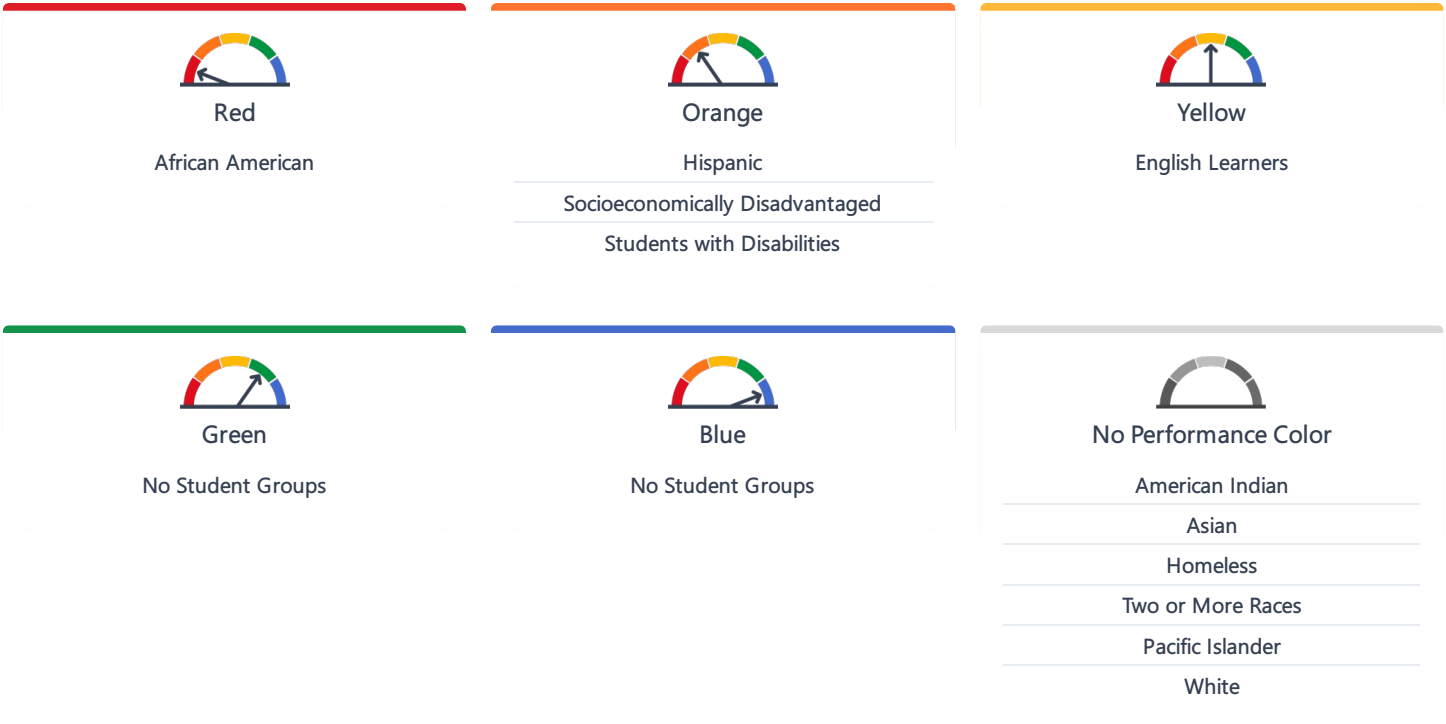 Red
African American
Orange
Hispanic
Socioeconomically Disadvantaged
Students with Disabilities
Yellow
English Learners
Green
No Student Groups
Blue
No Student Groups
No Performance Color
American Indian
Asian
Homeless
Two or More Races
Pacific Islander
White